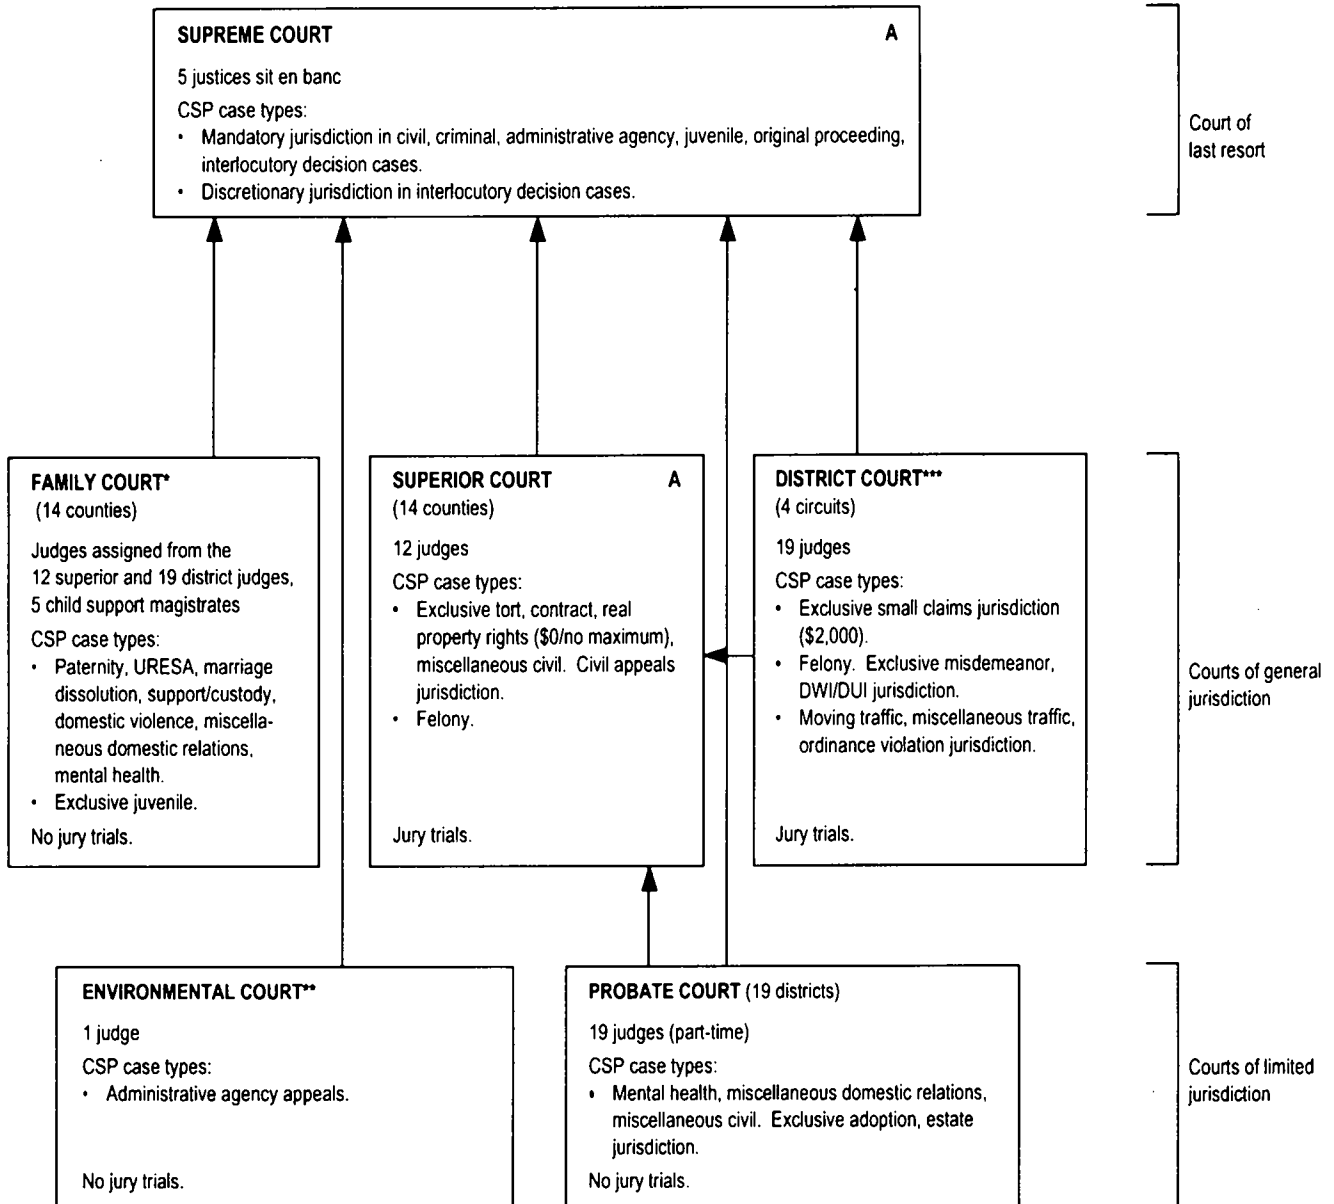 SUPREME COURT A
5 justices sit en banc
CSP case types:
• Mandatory jurisdiction in civil, criminal, administrative agency, juvenile, original proceeding,
interlocutory decision cases.
• Discretionary jurisdiction in interlocutory decision cases.
Court of
last resort
FAMILY COURT*
(14 counties)
Judges assigned from the
12 superior and 19 district judges,
5 child support magistrates
CSP case types:
• Paternity, URESA, marriage
dissolution, support/custody,
domestic violence, miscella-
neous domestic relations,
mental health.
• Exclusive juvenile.
No jury trials.
SUPERIOR COURT A
(14 counties)
12 judges
CSP case types:
• Exclusive tort, contract, real
property rights ($0/no maximum),
miscellaneous civil. Civil appeals
jurisdiction.
• Felony.
Jury trials.
DISTRICT COURT***
(4 circuits)
19 judges
CSP case types:
• Exclusive small claims jurisdiction
($2,000).
• Felony. Exclusive misdemeanor,
DWI/DUI jurisdiction.
• Moving traffic, miscellaneous traffic,
ordinance violation jurisdiction.
Jury trials.
Courts of general
jurisdiction
ENVIRONMENTAL COURT**
1 judge
CSP case types:
• Administrative agency appeals.
No jury trials.
PROBATE COURT (19 districts)
19 judges (part-time)
CSP case types:
• Mental health, miscellaneous domestic relations,
miscellaneous civil. Exclusive adoption, estate
jurisdiction.
No jury trials.
Courts of limited
jurisdiction